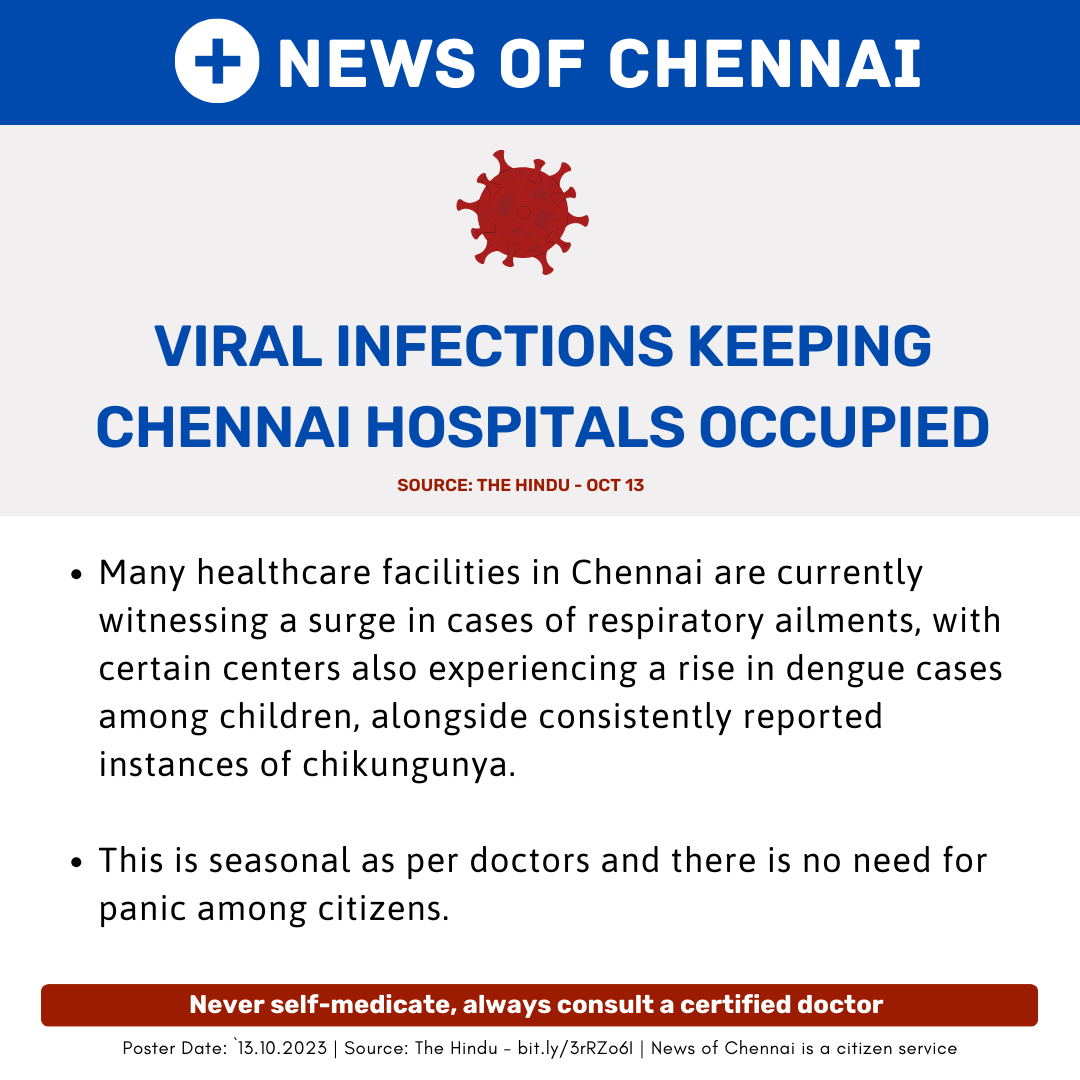 NEWS OF CHENNAI
VIRAL INFECTIONS KEEPING
CHENNAI HOSPITALS OCCUPIED
SOURCE: THE HINDU - OCT 13
• Many healthcare facilities in Chennai are currently
witnessing a surge in cases of respiratory ailments, with
certain centers also experiencing a rise in dengue cases
among children, alongside consistently reported
instances of chikungunya.
• This is seasonal as per doctors and there is no need for
panic among citizens.
Never self-medicate, always consult a certified doctor
Poster Date: `13.10.2023 | Source: The Hindu - bit.ly/3rRZo6I | News of Chennai is a citizen service